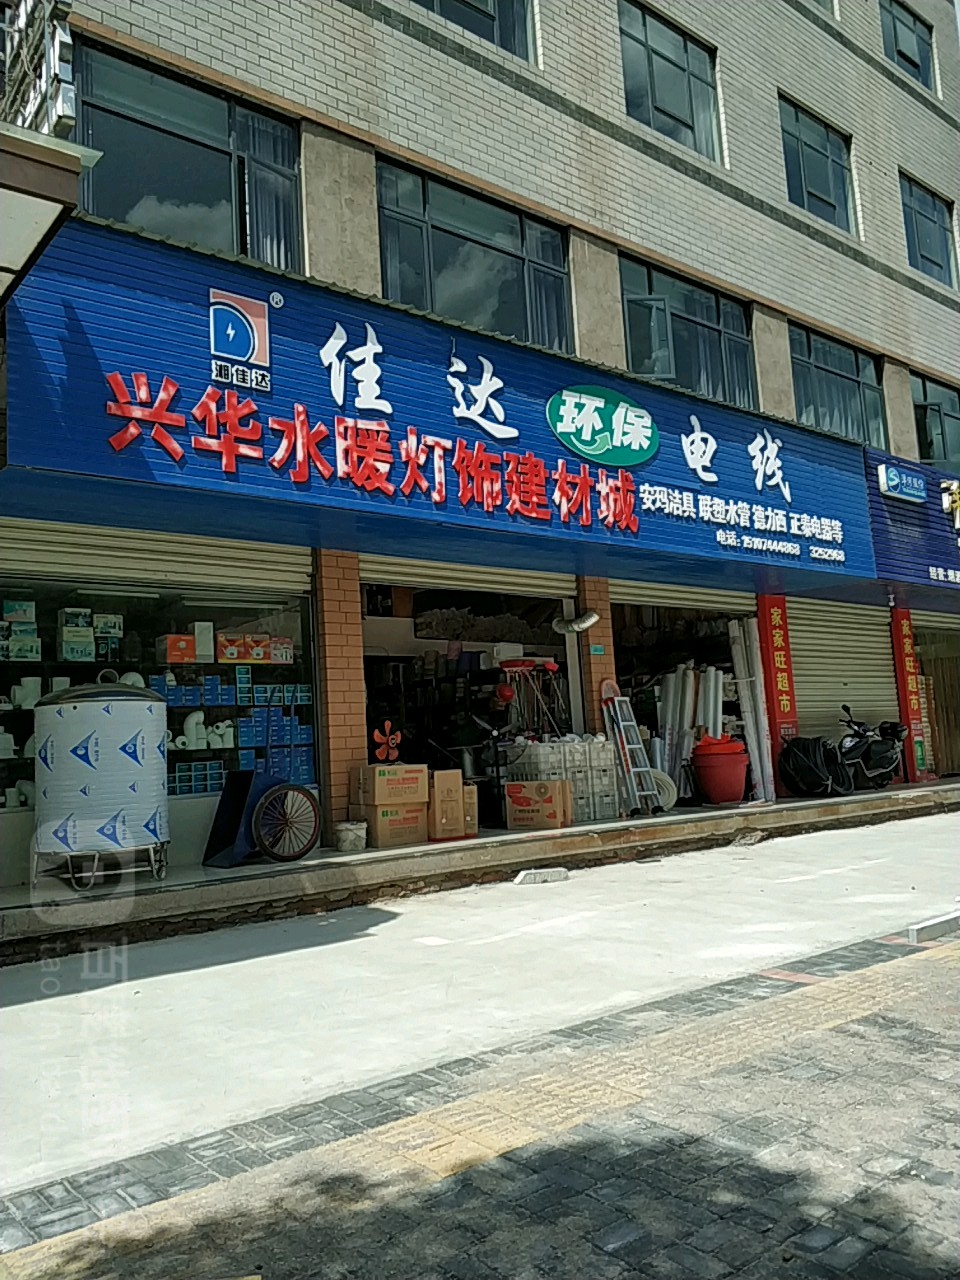 ®
湘佳达
佳达 环保 电线
兴华水暖灯饰建材城
安玛洁具 联塑水管 德力西 正泰电器等
电话: 15197444868 3252968
家家旺超市
家家旺超市